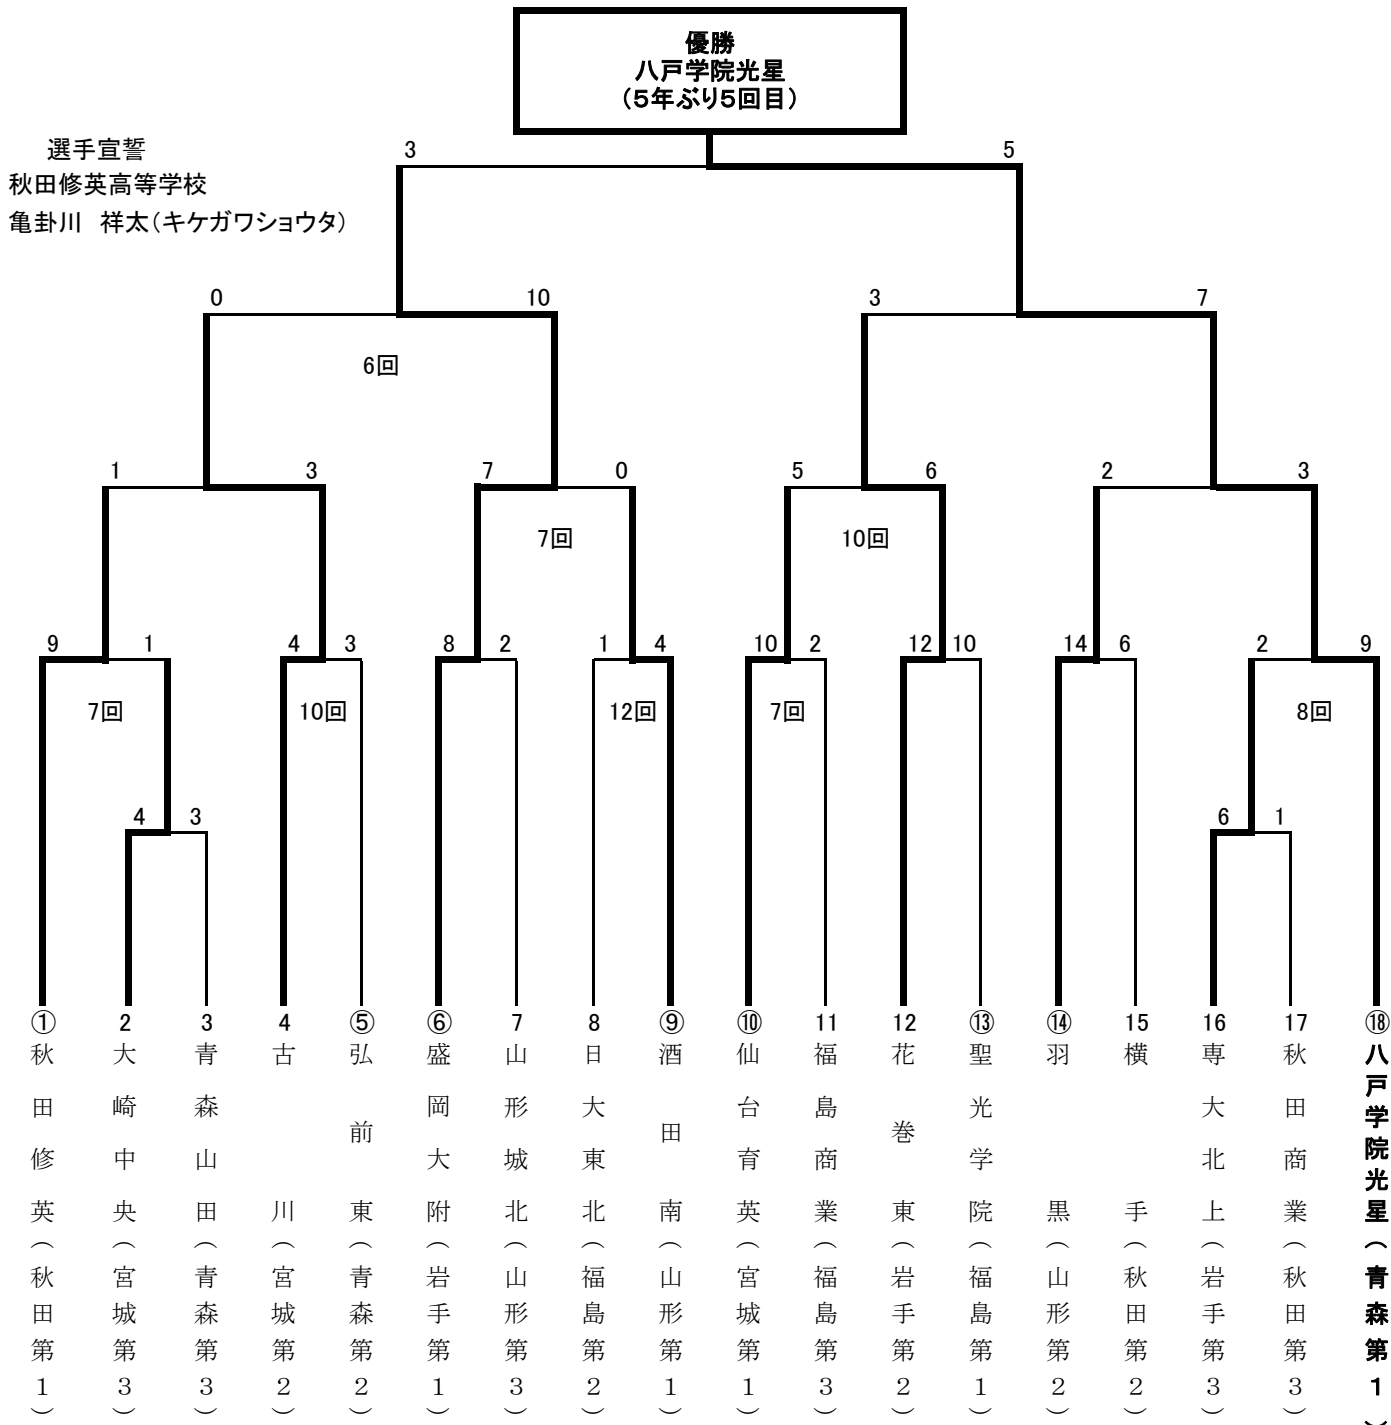 優勝
八戸学院光星
（5年ぶり5回目）
選手宣誓
秋田修英高等学校
亀卦川　祥太（キケガワショウタ）
3 5
0 10 3 7
6回
1 3 7 0 5 6 2 3
7回 10回
9 1 4 3 8 2 1 4 10 2 12 10 14 6 2 9
7回 10回 12回 7回 8回
4 3 6 1
① 2 3 4 ⑤ ⑥ 7 8 ⑨ ⑩ 11 12 ⑬ ⑭ 15 16 17 ⑱
秋田修英（秋田第1）
大崎中央（宮城第3）
青森山田（青森第3）
古川（宮城第2）
弘前東（青森第2）
盛岡大附（岩手第1）
山形城北（山形第3）
日大東北（福島第2）
酒田南（山形第1）
仙台育英（宮城第1）
福島商業（福島第3）
花巻東（岩手第2）
聖光学院（福島第1）
羽黒（山形第2）
横手（秋田第2）
専大北上（岩手第3）
秋田商業（秋田第3）
八戸学院光星（青森第1）